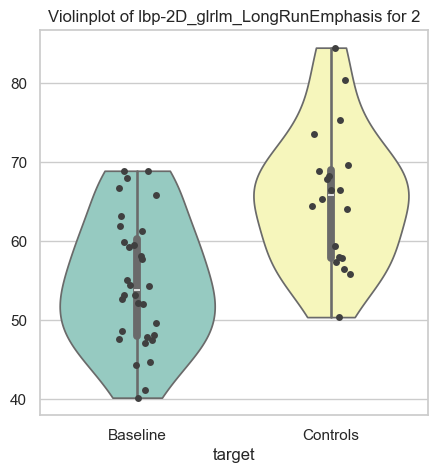 Violinplot of lbp-2D_glrlm_LongRunEmphasis for 2
80
70
60
50
40
Baseline
Controls
target